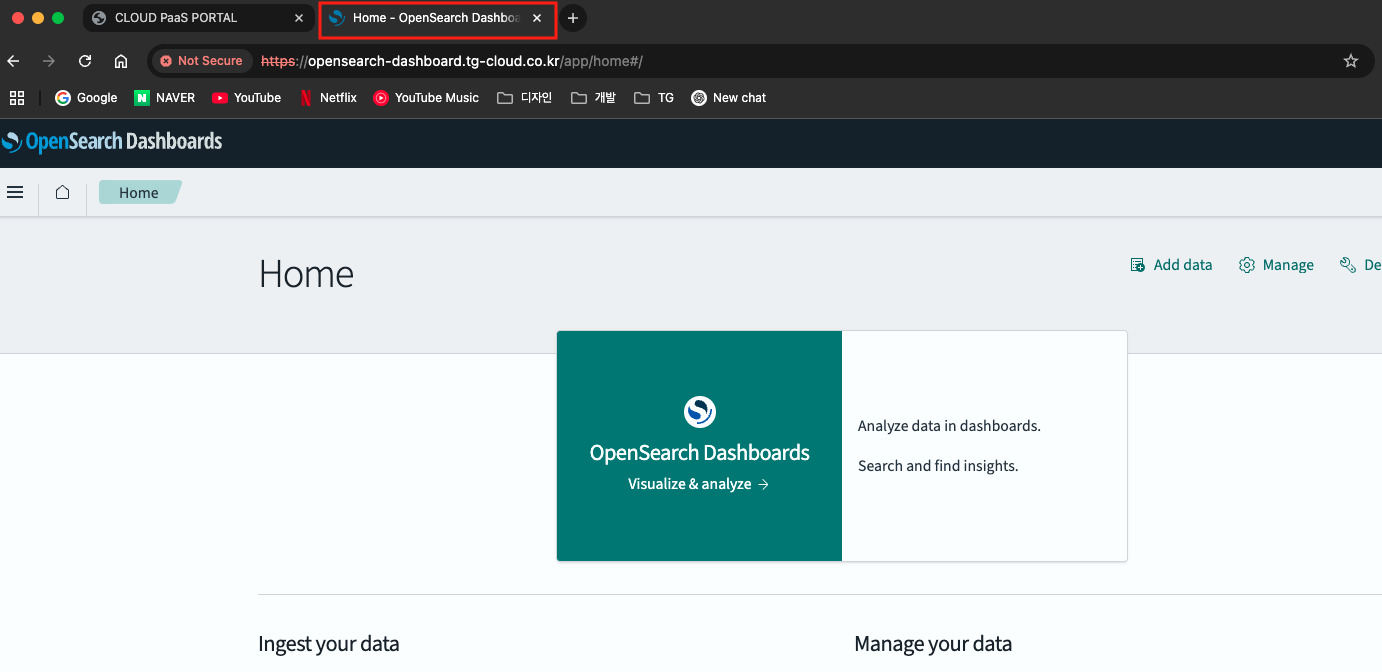 CLOUD PaaS PORTAL
Home - OpenSearch Dashboa
Not Secure https://opensearch-dashboard.tg-cloud.co.kr/app/home#/
Google NAVER YouTube Netflix YouTube Music 디자인 개발 TG New chat
OpenSearch Dashboards
Home
Home
Add data Manage De
OpenSearch Dashboards
Visualize & analyze →
Analyze data in dashboards.
Search and find insights.
Ingest your data
Manage your data